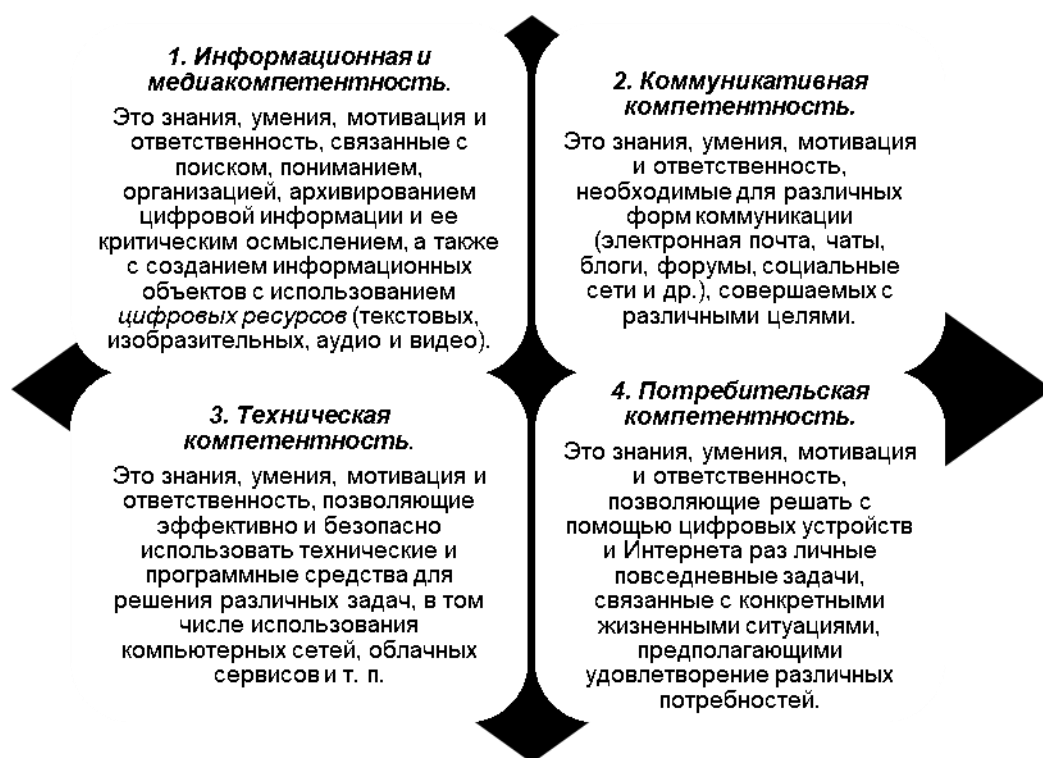 1. Информационная и
медиакомпетентность.
Это знания, умения, мотивация и
ответственность, связанные с
поиском, пониманием,
организацией, архивированием
цифровой информации и ее
критическим осмыслением, а также
с созданием информационных
объектов с использованием
цифровых ресурсов (текстовых,
изобразительных, аудио и видео).
2. Коммуникативная
компетентность.
Это знания, умения, мотивация
и ответственность,
необходимые для различных
форм коммуникации
(электронная почта, чаты,
блоги, форумы, социальные
сети и др.), совершаемых с
различными целями.
3. Техническая
компетентность.
Это знания, умения, мотивация и
ответственность, позволяющие
эффективно и безопасно
использовать технические и
программные средства для
решения различных задач, в том
числе использования
компьютерных сетей, облачных
сервисов и т. п.
4. Потребительская
компетентность.
Это знания, умения, мотивация
и ответственность,
позволяющие решать с
помощью цифровых устройств
и Интернета раз личные
повседневные задачи,
связанные с конкретными
жизненными ситуациями,
предполагающими
удовлетворение различных
потребностей.